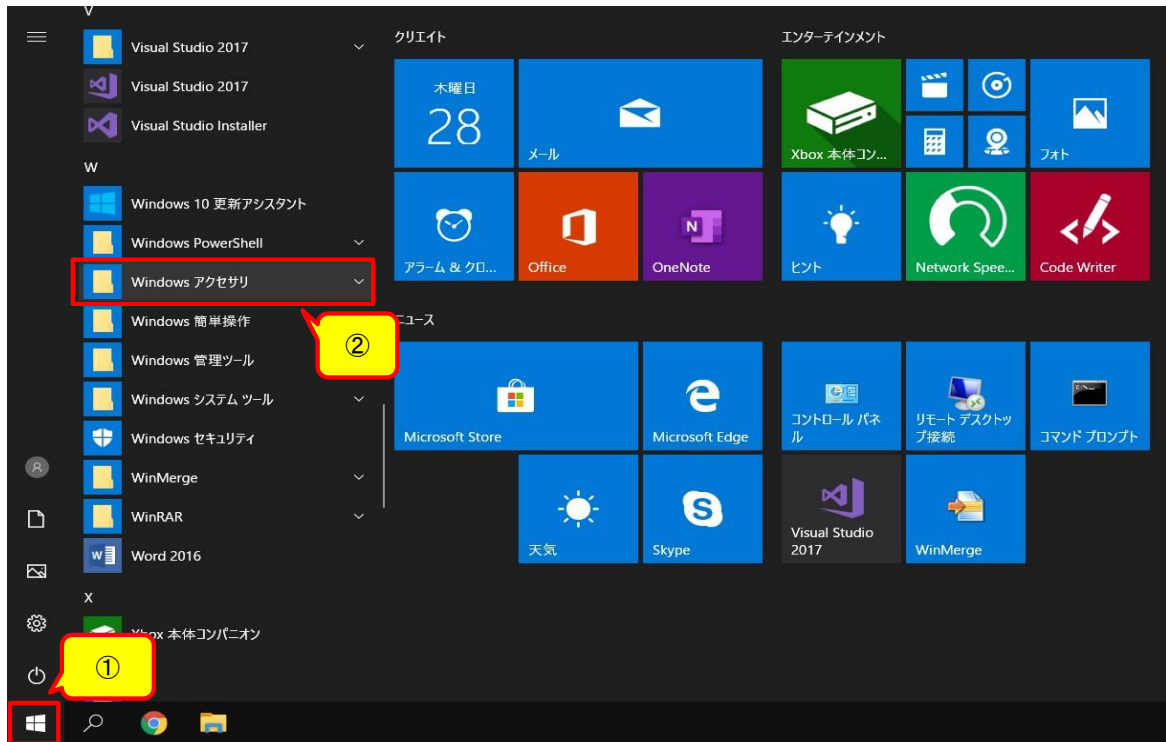 V
Visual Studio 2017
Visual Studio 2017
Visual Studio Installer
W
Windows 10 更新アシスタント
Windows PowerShell
Windows アクセサリ
Windows 簡単操作
②
Windows 管理ツール
Windows システム ツール
Windows セキュリティ
WinMerge
WinRAR
Word 2016
X
Xbox 本体コンパニオン
①
クリエイト
木曜日
28
メール
アラーム & クロ...
Office
N
OneNote
ニュース
Microsoft Store
Microsoft Edge
天気
S
Skype
エンターテインメント
Xbox 本体コン...
フォト
ヒント
Network Spee...
Code Writer
コントロール パネ
ル
リモート デスクトッ
プ接続
コマンド プロンプト
Visual Studio
2017
WinMerge